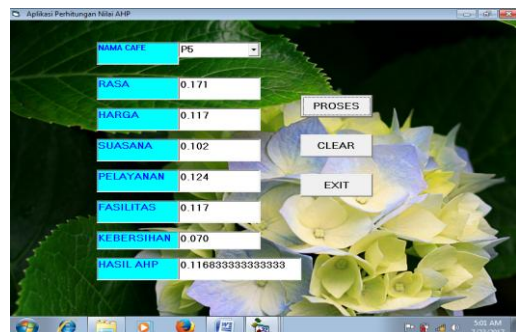 Aplikasi Perhitungan Nilai AHP
NAMA CAFE P5
RASA 0.171
HARGA 0.117
SUASANA 0.102
PELAYANAN 0.124
FASILITAS 0.117
KEBERSIHAN 0.070
HASIL AHP 0.116833333333333
PROSES
CLEAR
EXIT
5:01 AM